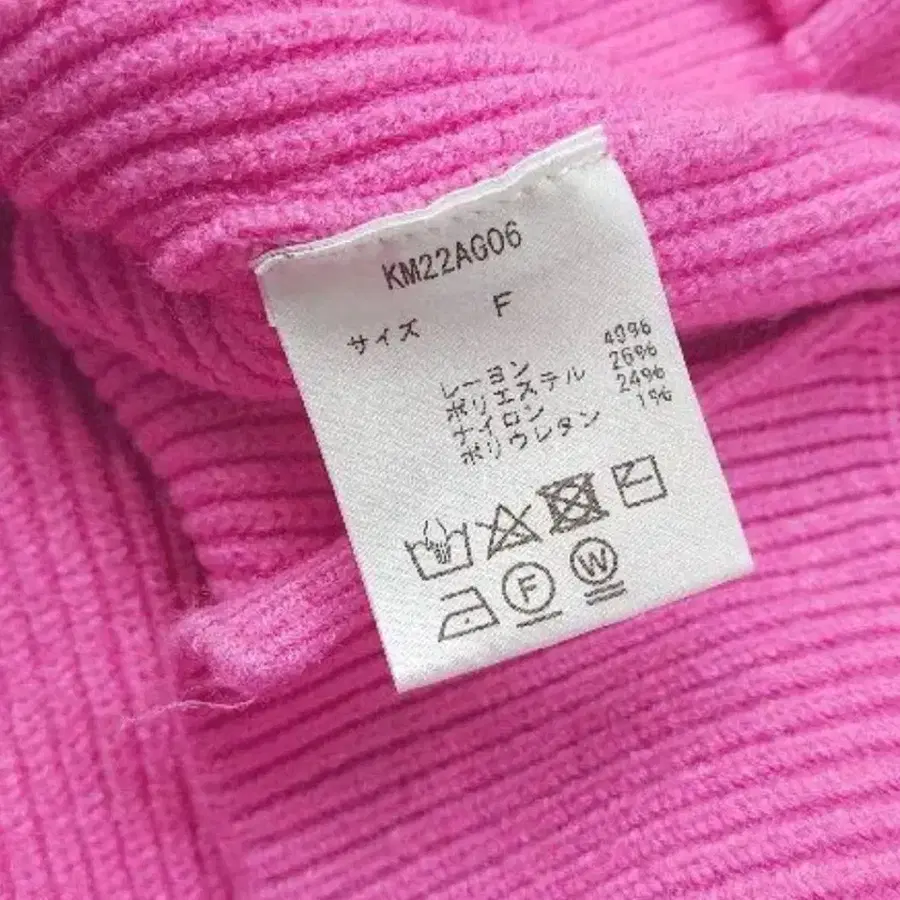 KM22AG06
サイズ F
レーヨン 49%
ポリエステル 26%
ナイロン 24%
ポリウレタン 1%
F W